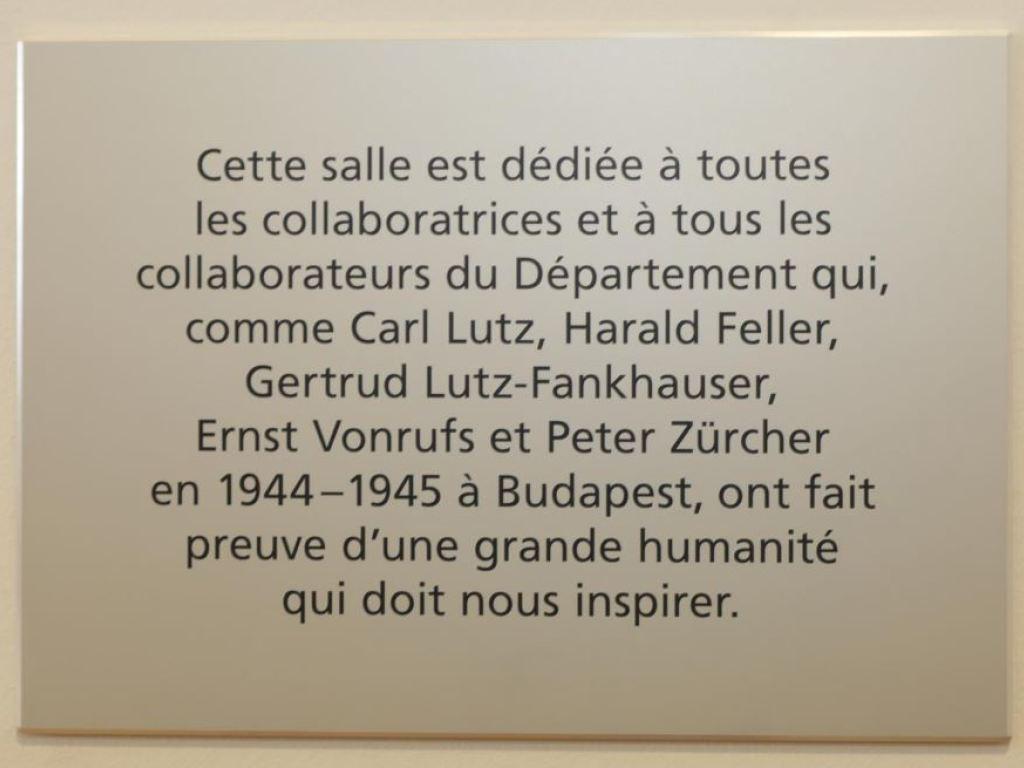 Cette salle est dédiée à toutes
les collaboratrices et à tous les
collaborateurs du Département qui,
comme Carl Lutz, Harald Feller,
Gertrud Lutz-Fankhauser,
Ernst Vonrufs et Peter Zürcher
en 1944–1945 à Budapest, ont fait
preuve d’une grande humanité
qui doit nous inspirer.